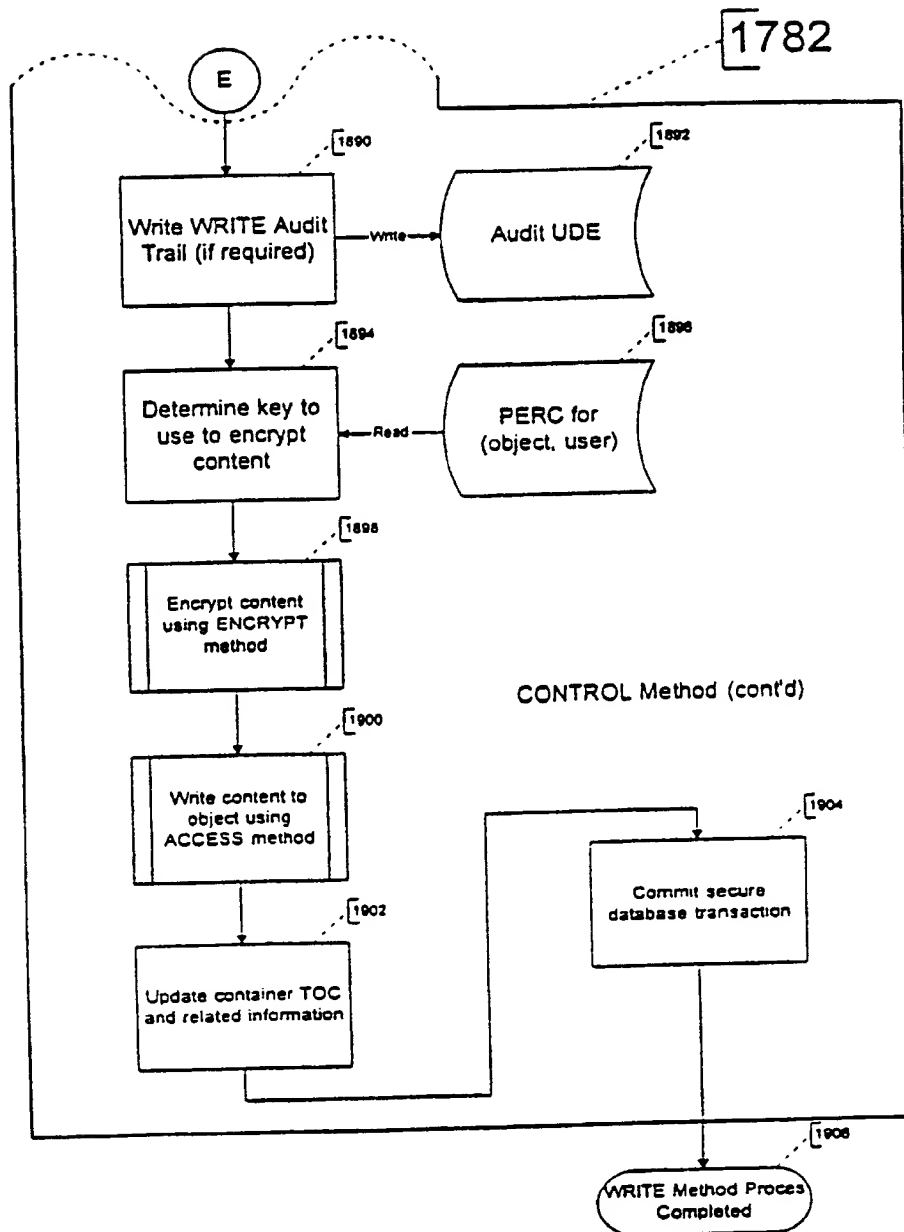 1782
E
1890
Write WRITE Audit
Trail (if required)
Write
1892
Audit UDE
1894
Determine key to
use to encrypt
content
Read
1896
PERC for
(object, user)
1898
Encrypt content
using ENCRYPT
method
CONTROL Method (cont'd)
1900
Write content to
object using
ACCESS method
1902
Update container TOC
and related information
1904
Commit secure
database transaction
1906
WRITE Method Proces
Completed